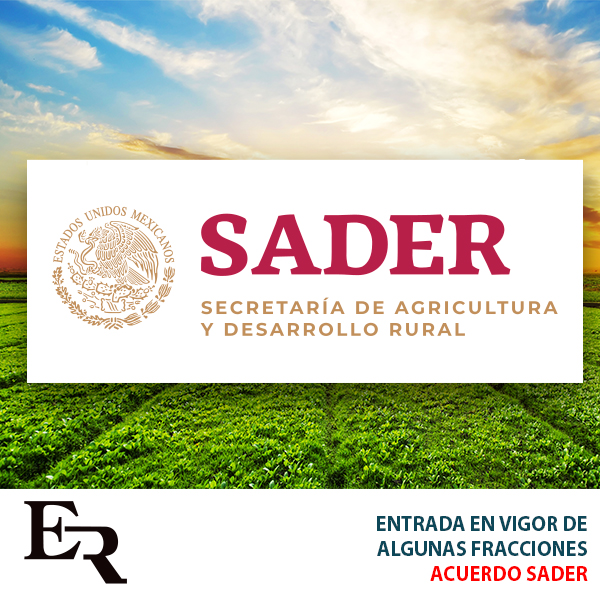 ESTADOS UNIDOS MEXICANOS
SADER
SECRETARÍA DE AGRICULTURA
Y DESARROLLO RURAL
ER
ENTRADA EN VIGOR DE
ALGUNAS FRACCIONES
ACUERDO SADER